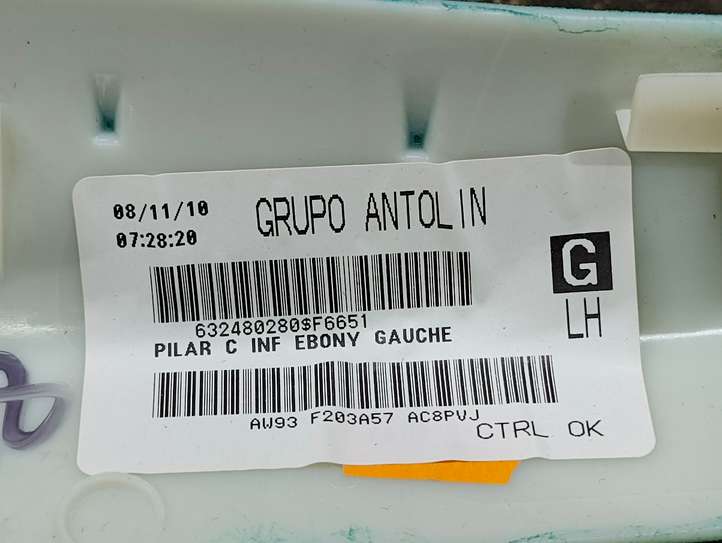 08/11/10
07:28:20
GRUPO ANTOLIN
G
LH
632480280$F6651
PILAR C INF EBONY GAUCHE
AW93 F203A57 AC8PVJ
CTRL OK